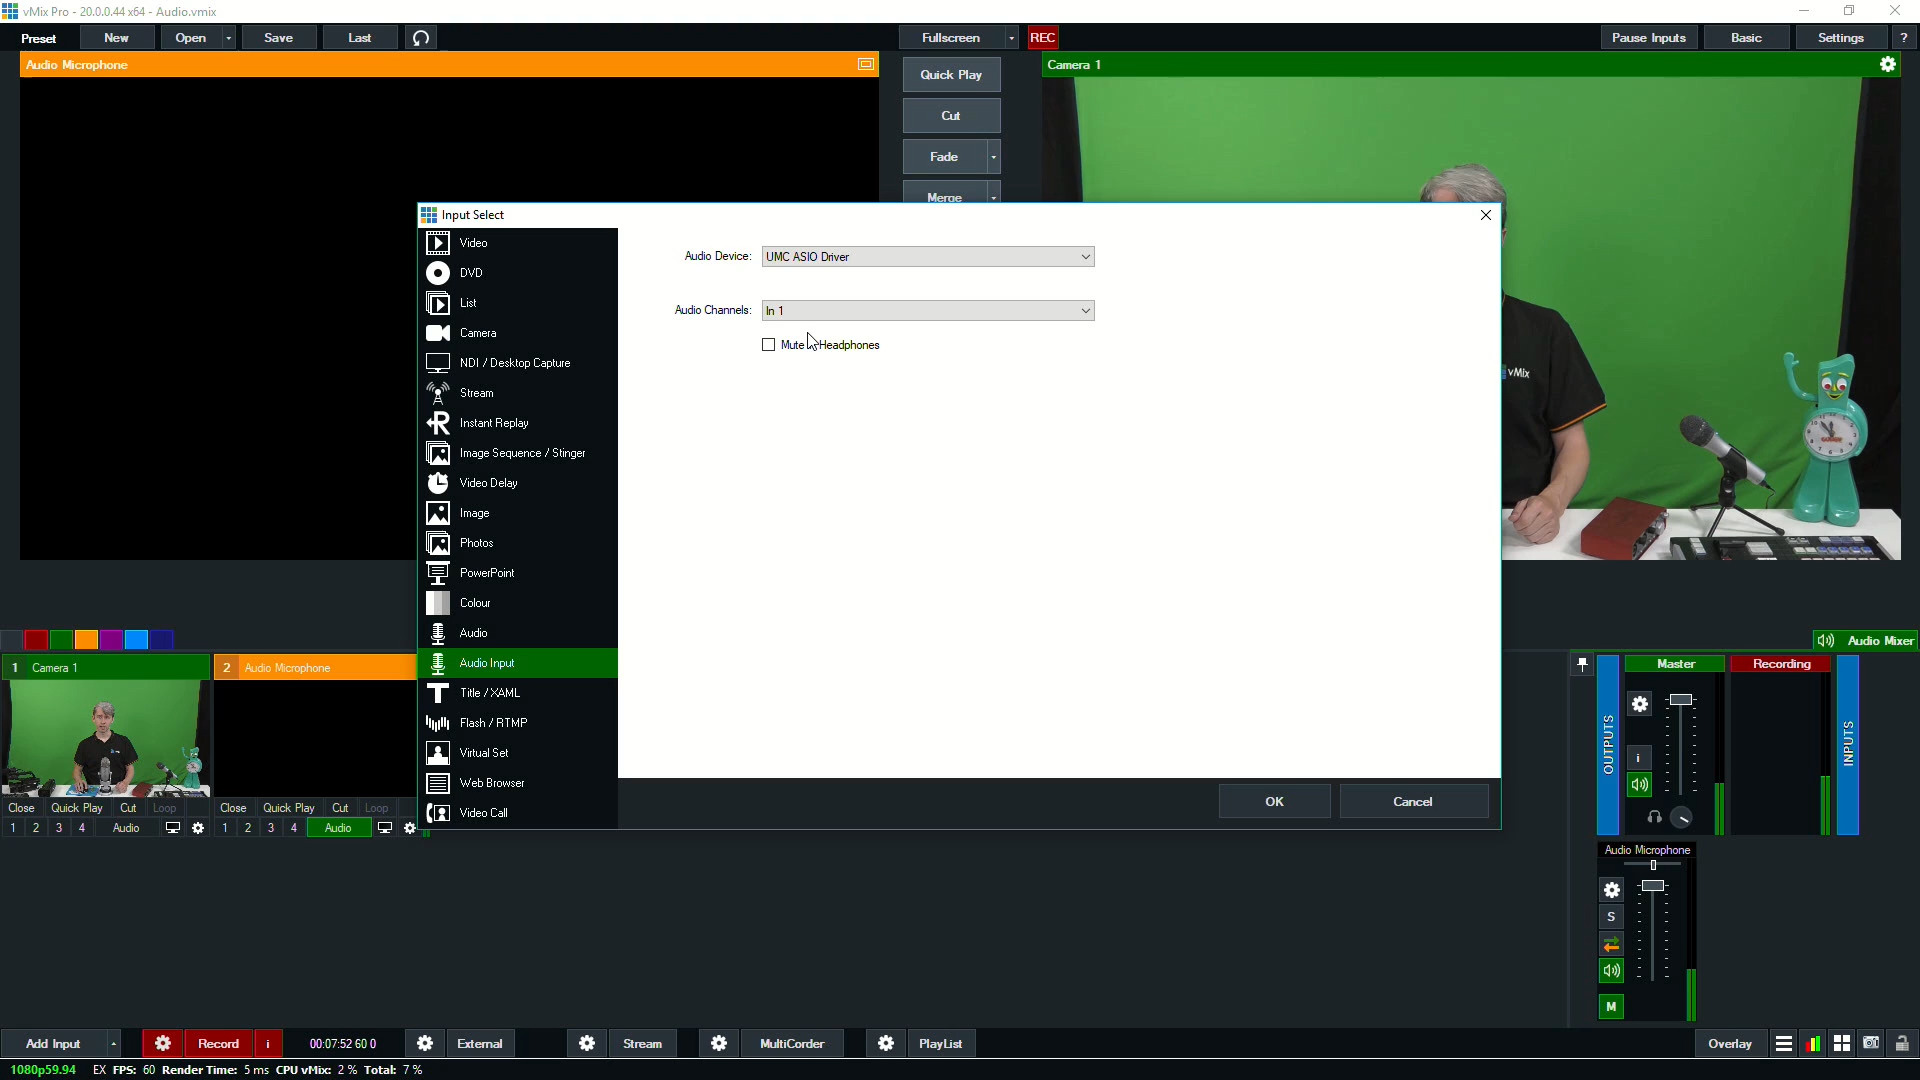 vMix Pro - 20.0.0.44 x64 - Audio.vmix
Preset New Open Save Last Fullscreen REC Pause Inputs Basic Settings ?
Audio Microphone
Quick Play
Cut
Fade
Merge
Camera 1
Input Select
Video
DVD
List
Camera
NDI / Desktop Capture
Stream
Instant Replay
Image Sequence / Stinger
Video Delay
Image
Photos
PowerPoint
Colour
Audio
Audio Input
Title / XAML
Flash / RTMP
Virtual Set
Web Browser
Video Call
Audio Device: UMC ASIO Driver
Audio Channels: In 1
Mute Headphones
OK Cancel
vMix
1 Camera 1
2 Audio Microphone
Close Quick Play Cut Loop Close Quick Play Cut Loop
1 2 3 4 Audio 1 2 3 4 Audio
Audio Mixer
OUTPUTS
Master
Recording
INPUTS
i
Audio Microphone
S
M
Add Input Record i 00:07:52 60 0 External Stream MultiCorder PlayList Overlay
1080p59.94 EX FPS: 60 Render Time: 5 ms CPU vMix: 2 % Total: 7 %